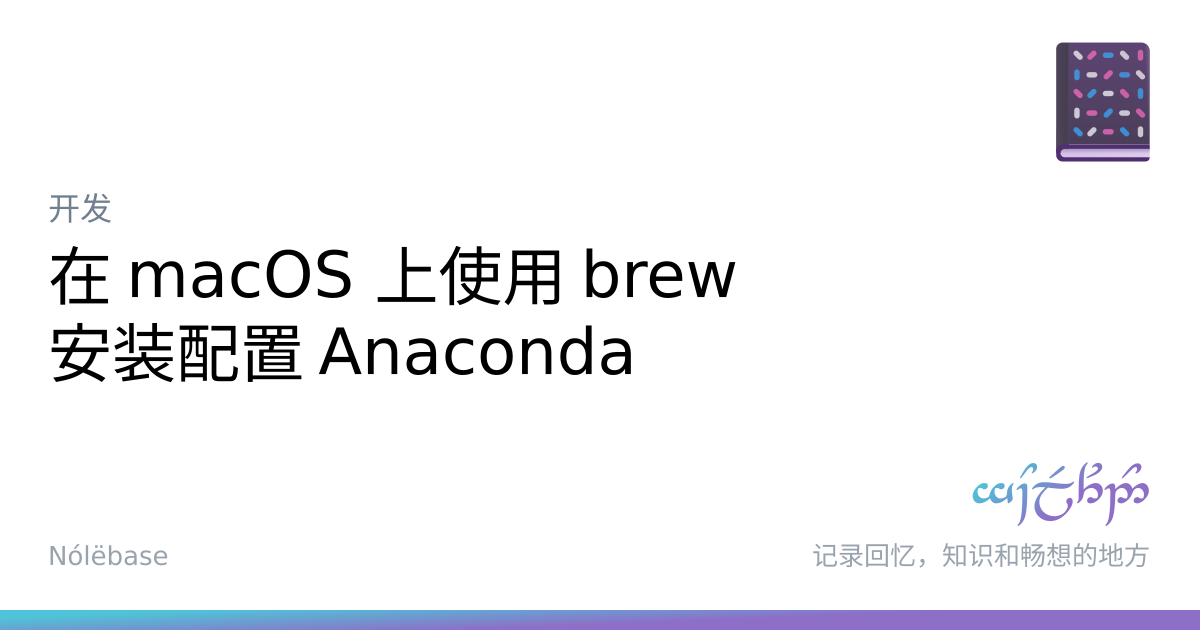 开发
在 macOS 上使用 brew
安装配置 Anaconda
Nólëbase
记录回忆，知识和畅想的地方